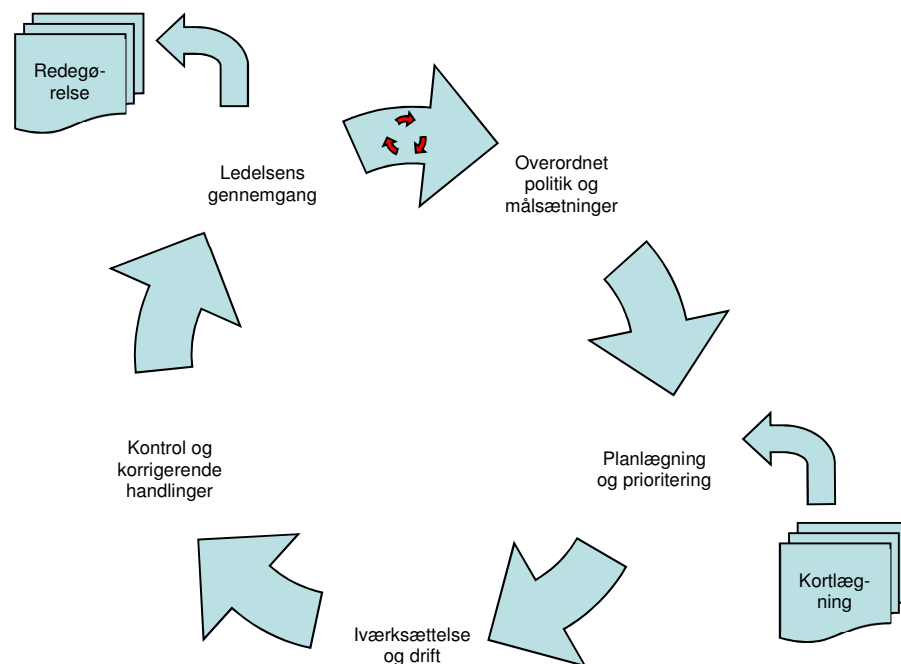 Redegø-
relse
Ledelsens
gennemgang
Overordnet
politik og
målsætninger
Planlægning
og prioritering
Kortlæg-
ning
Iværksættelse
og drift
Kontrol og
korrigerende
handlinger